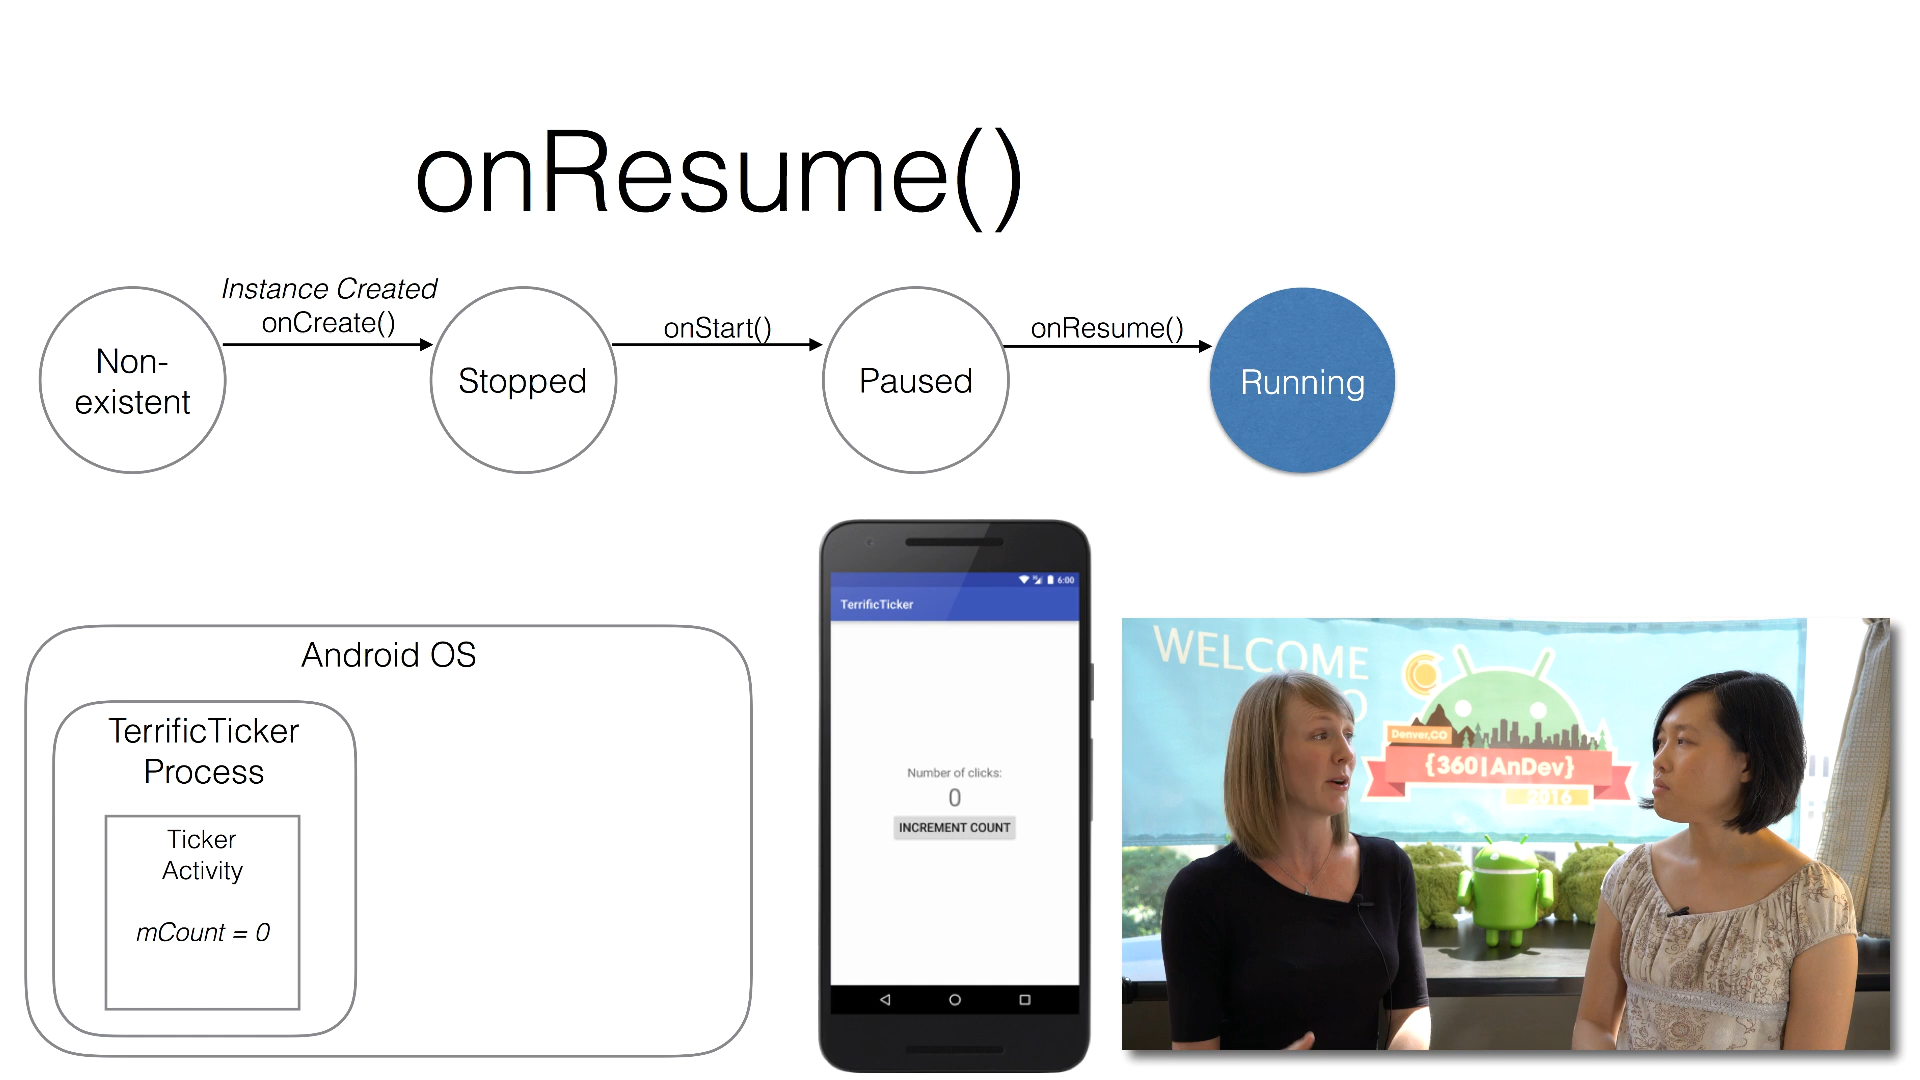 onResume()
Instance Created
onCreate()
onStart()
onResume()
Non-
existent
Stopped
Paused
Running
Android OS
TerrificTicker
Process
Ticker
Activity
mCount = 0
6:00
TerrificTicker
Number of clicks:
0
INCREMENT COUNT
WELCOME
Denver,CO
{360|AnDev}
2016